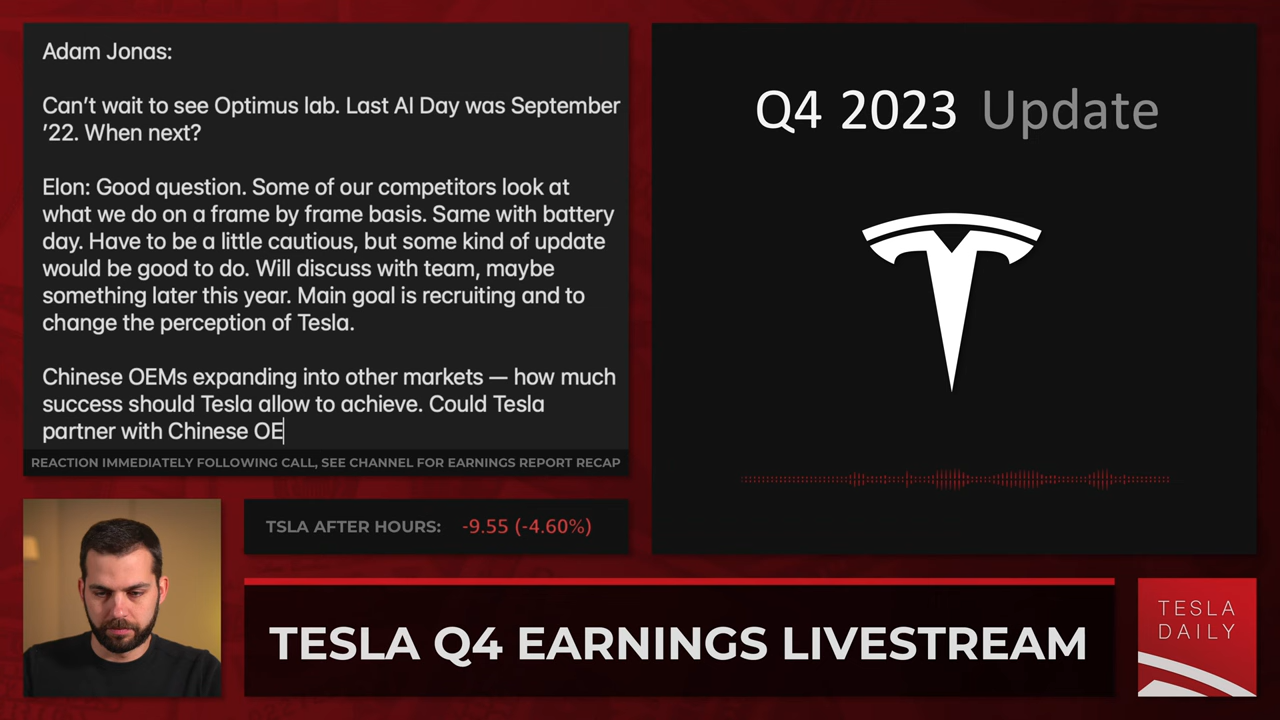 Adam Jonas:
Can't wait to see Optimus lab. Last AI Day was September
'22. When next?
Elon: Good question. Some of our competitors look at
what we do on a frame by frame basis. Same with battery
day. Have to be a little cautious, but some kind of update
would be good to do. Will discuss with team, maybe
something later this year. Main goal is recruiting and to
change the perception of Tesla.
Chinese OEMs expanding into other markets — how much
success should Tesla allow to achieve. Could Tesla
partner with Chinese OE
REACTION IMMEDIATELY FOLLOWING CALL, SEE CHANNEL FOR EARNINGS REPORT RECAP
Q4 2023 Update
TSLA AFTER HOURS: -9.55 (-4.60%)
TESLA Q4 EARNINGS LIVESTREAM
TESLA
DAILY